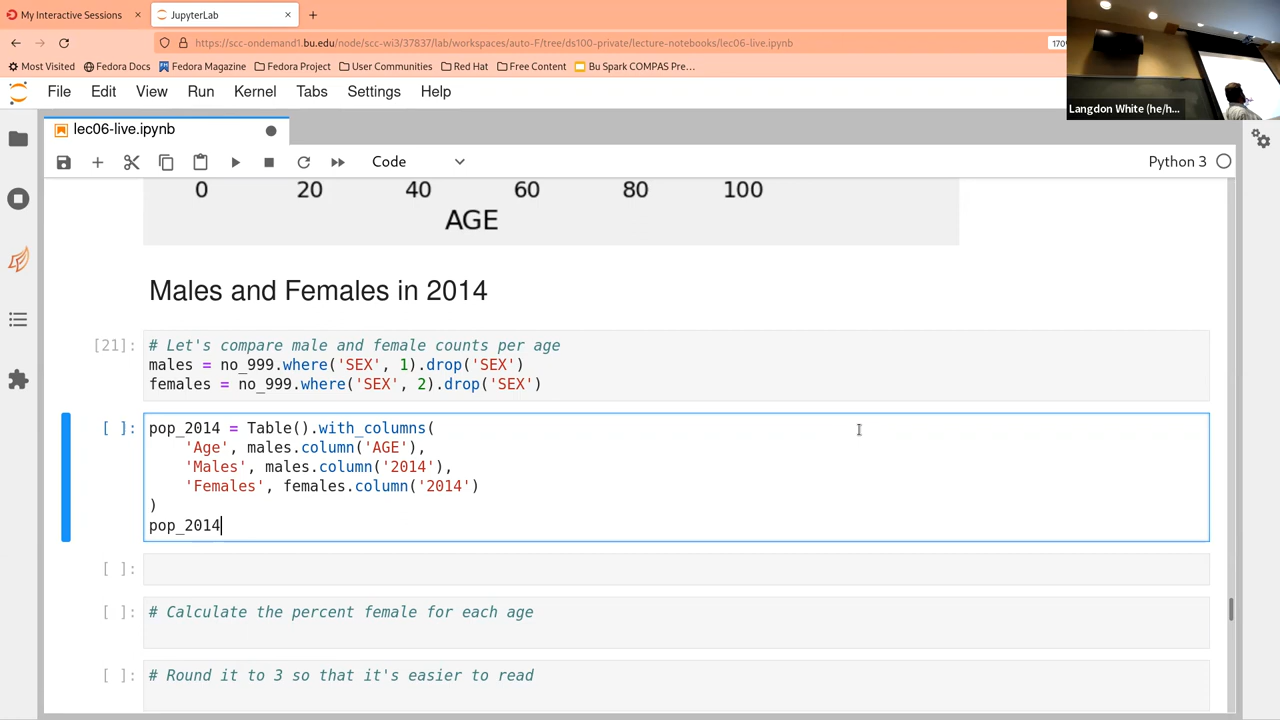 My Interactive Sessions
JupyterLab
https://scc-ondemand1.bu.edu/node/scc-wi3/37837/lab/workspaces/auto-F/tree/ds100-private/lecture-notebooks/lec06-live.ipynb
170%
Most Visited
Fedora Docs
Fedora Magazine
Fedora Project
User Communities
Red Hat
Free Content
Bu Spark COMPAS Pre…
Langdon White (he/h...
File Edit View Run Kernel Tabs Settings Help
lec06-live.ipynb
Code
Python 3
0 20 40 60 80 100
AGE
Males and Females in 2014
[21]:
# Let's compare male and female counts per age
males = no_999.where('SEX', 1).drop('SEX')
females = no_999.where('SEX', 2).drop('SEX')
[ ]:
pop_2014 = Table().with_columns(
'Age', males.column('AGE'),
'Males', males.column('2014'),
'Females', females.column('2014')
)
pop_2014
[ ]:
[ ]:
# Calculate the percent female for each age
[ ]:
# Round it to 3 so that it's easier to read